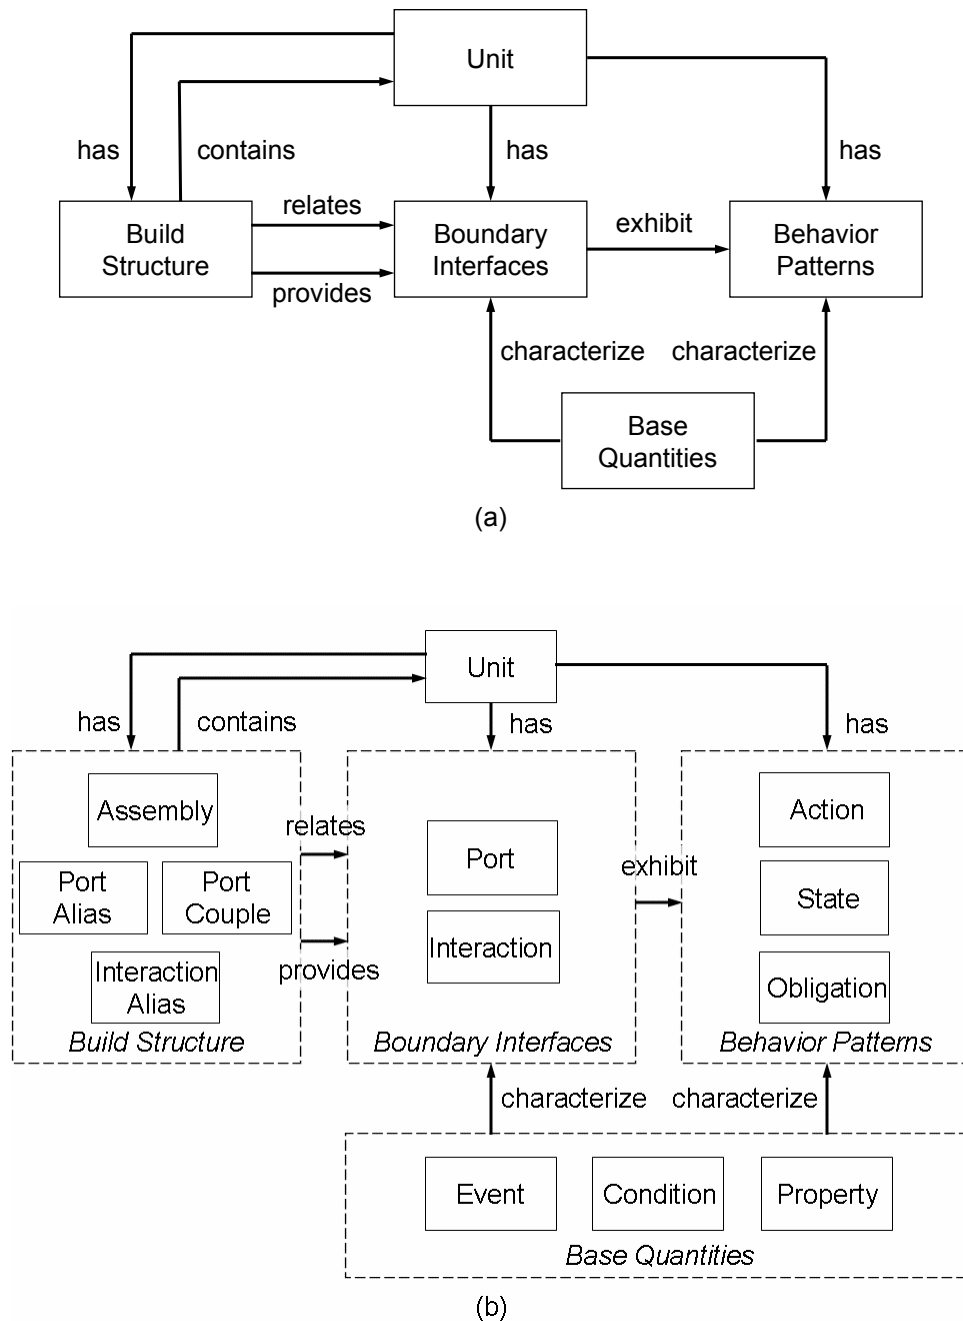 Unit
has
contains
has
has
relates
Build
Structure
Boundary
Interfaces
exhibit
Behavior
Patterns
provides
characterize
characterize
Base
Quantities
(a)
Unit
has
contains
has
has
Assembly
Port
Alias
Port
Couple
Interaction
Alias
Build Structure
relates
provides
Port
Interaction
Boundary Interfaces
exhibit
Action
State
Obligation
Behavior Patterns
characterize
characterize
Event
Condition
Property
Base Quantities
(b)